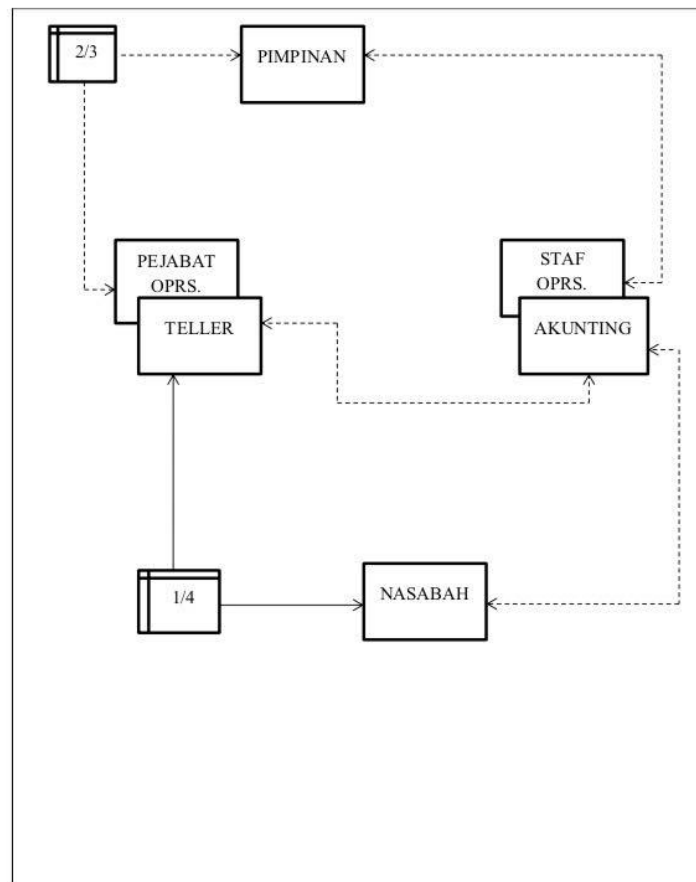 2/3
PIMPINAN
PEJABAT
OPRS.
TELLER
STAF
OPRS.
AKUNTING
1/4
NASABAH